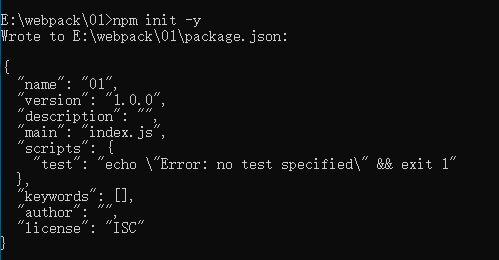 E:\webpack\01>npm init -y
Wrote to E:\webpack\01\package.json:
{
  "name": "01",
  "version": "1.0.0",
  "description": "",
  "main": "index.js",
  "scripts": {
    "test": "echo \"Error: no test specified\" && exit 1"
  },
  "keywords": [],
  "author": "",
  "license": "ISC"
}